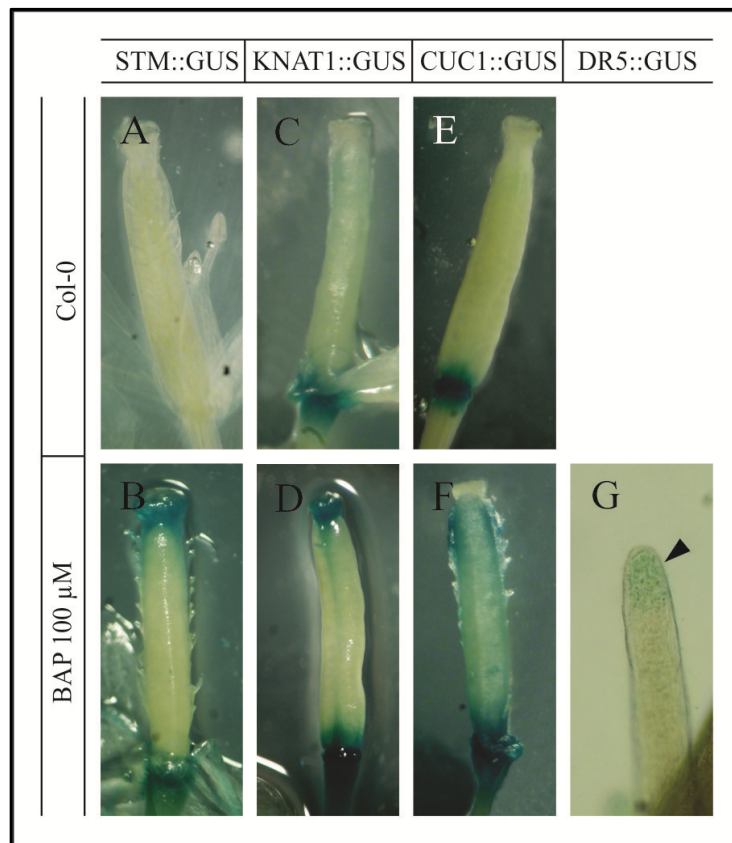 STM::GUS KNAT1::GUS CUC1::GUS DR5::GUS
Col-0
A C E
BAP 100 µM
B D F G